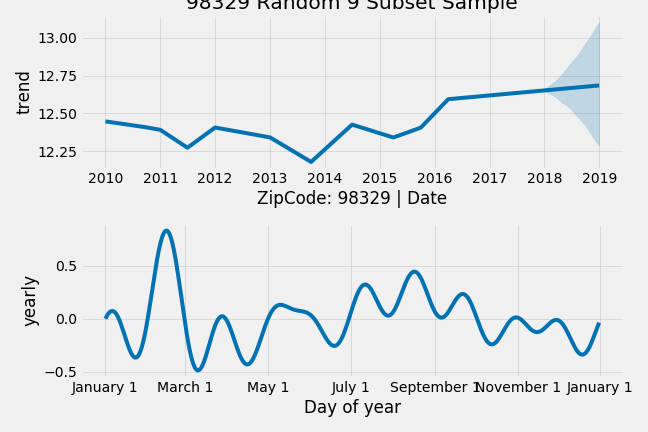 98329 Random 9 Subset Sample
13.00
12.75
12.50
12.25
trend
2010 2011 2012 2013 2014 2015 2016 2017 2018 2019
ZipCode: 98329 | Date
0.5
0.0
−0.5
yearly
January 1 March 1 May 1 July 1 September 1 November 1 January 1
Day of year